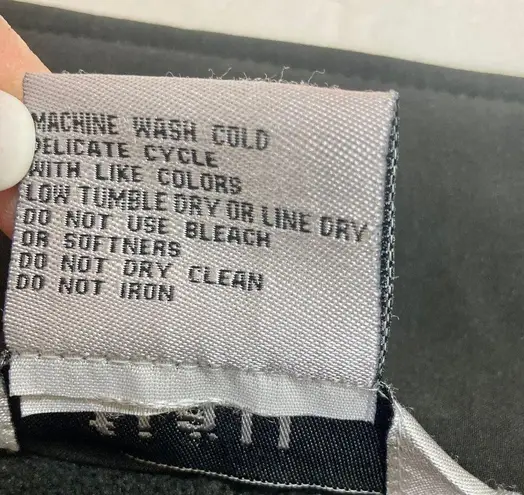 MACHINE WASH COLD
DELICATE CYCLE
WITH LIKE COLORS
LOW TUMBLE DRY OR LINE DRY
DO NOT USE BLEACH
OR SOFTNERS
DO NOT DRY CLEAN
DO NOT IRON